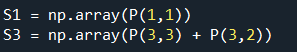 S1 = np.array(P(1,1))
S3 = np.array(P(3,3) + P(3,2))